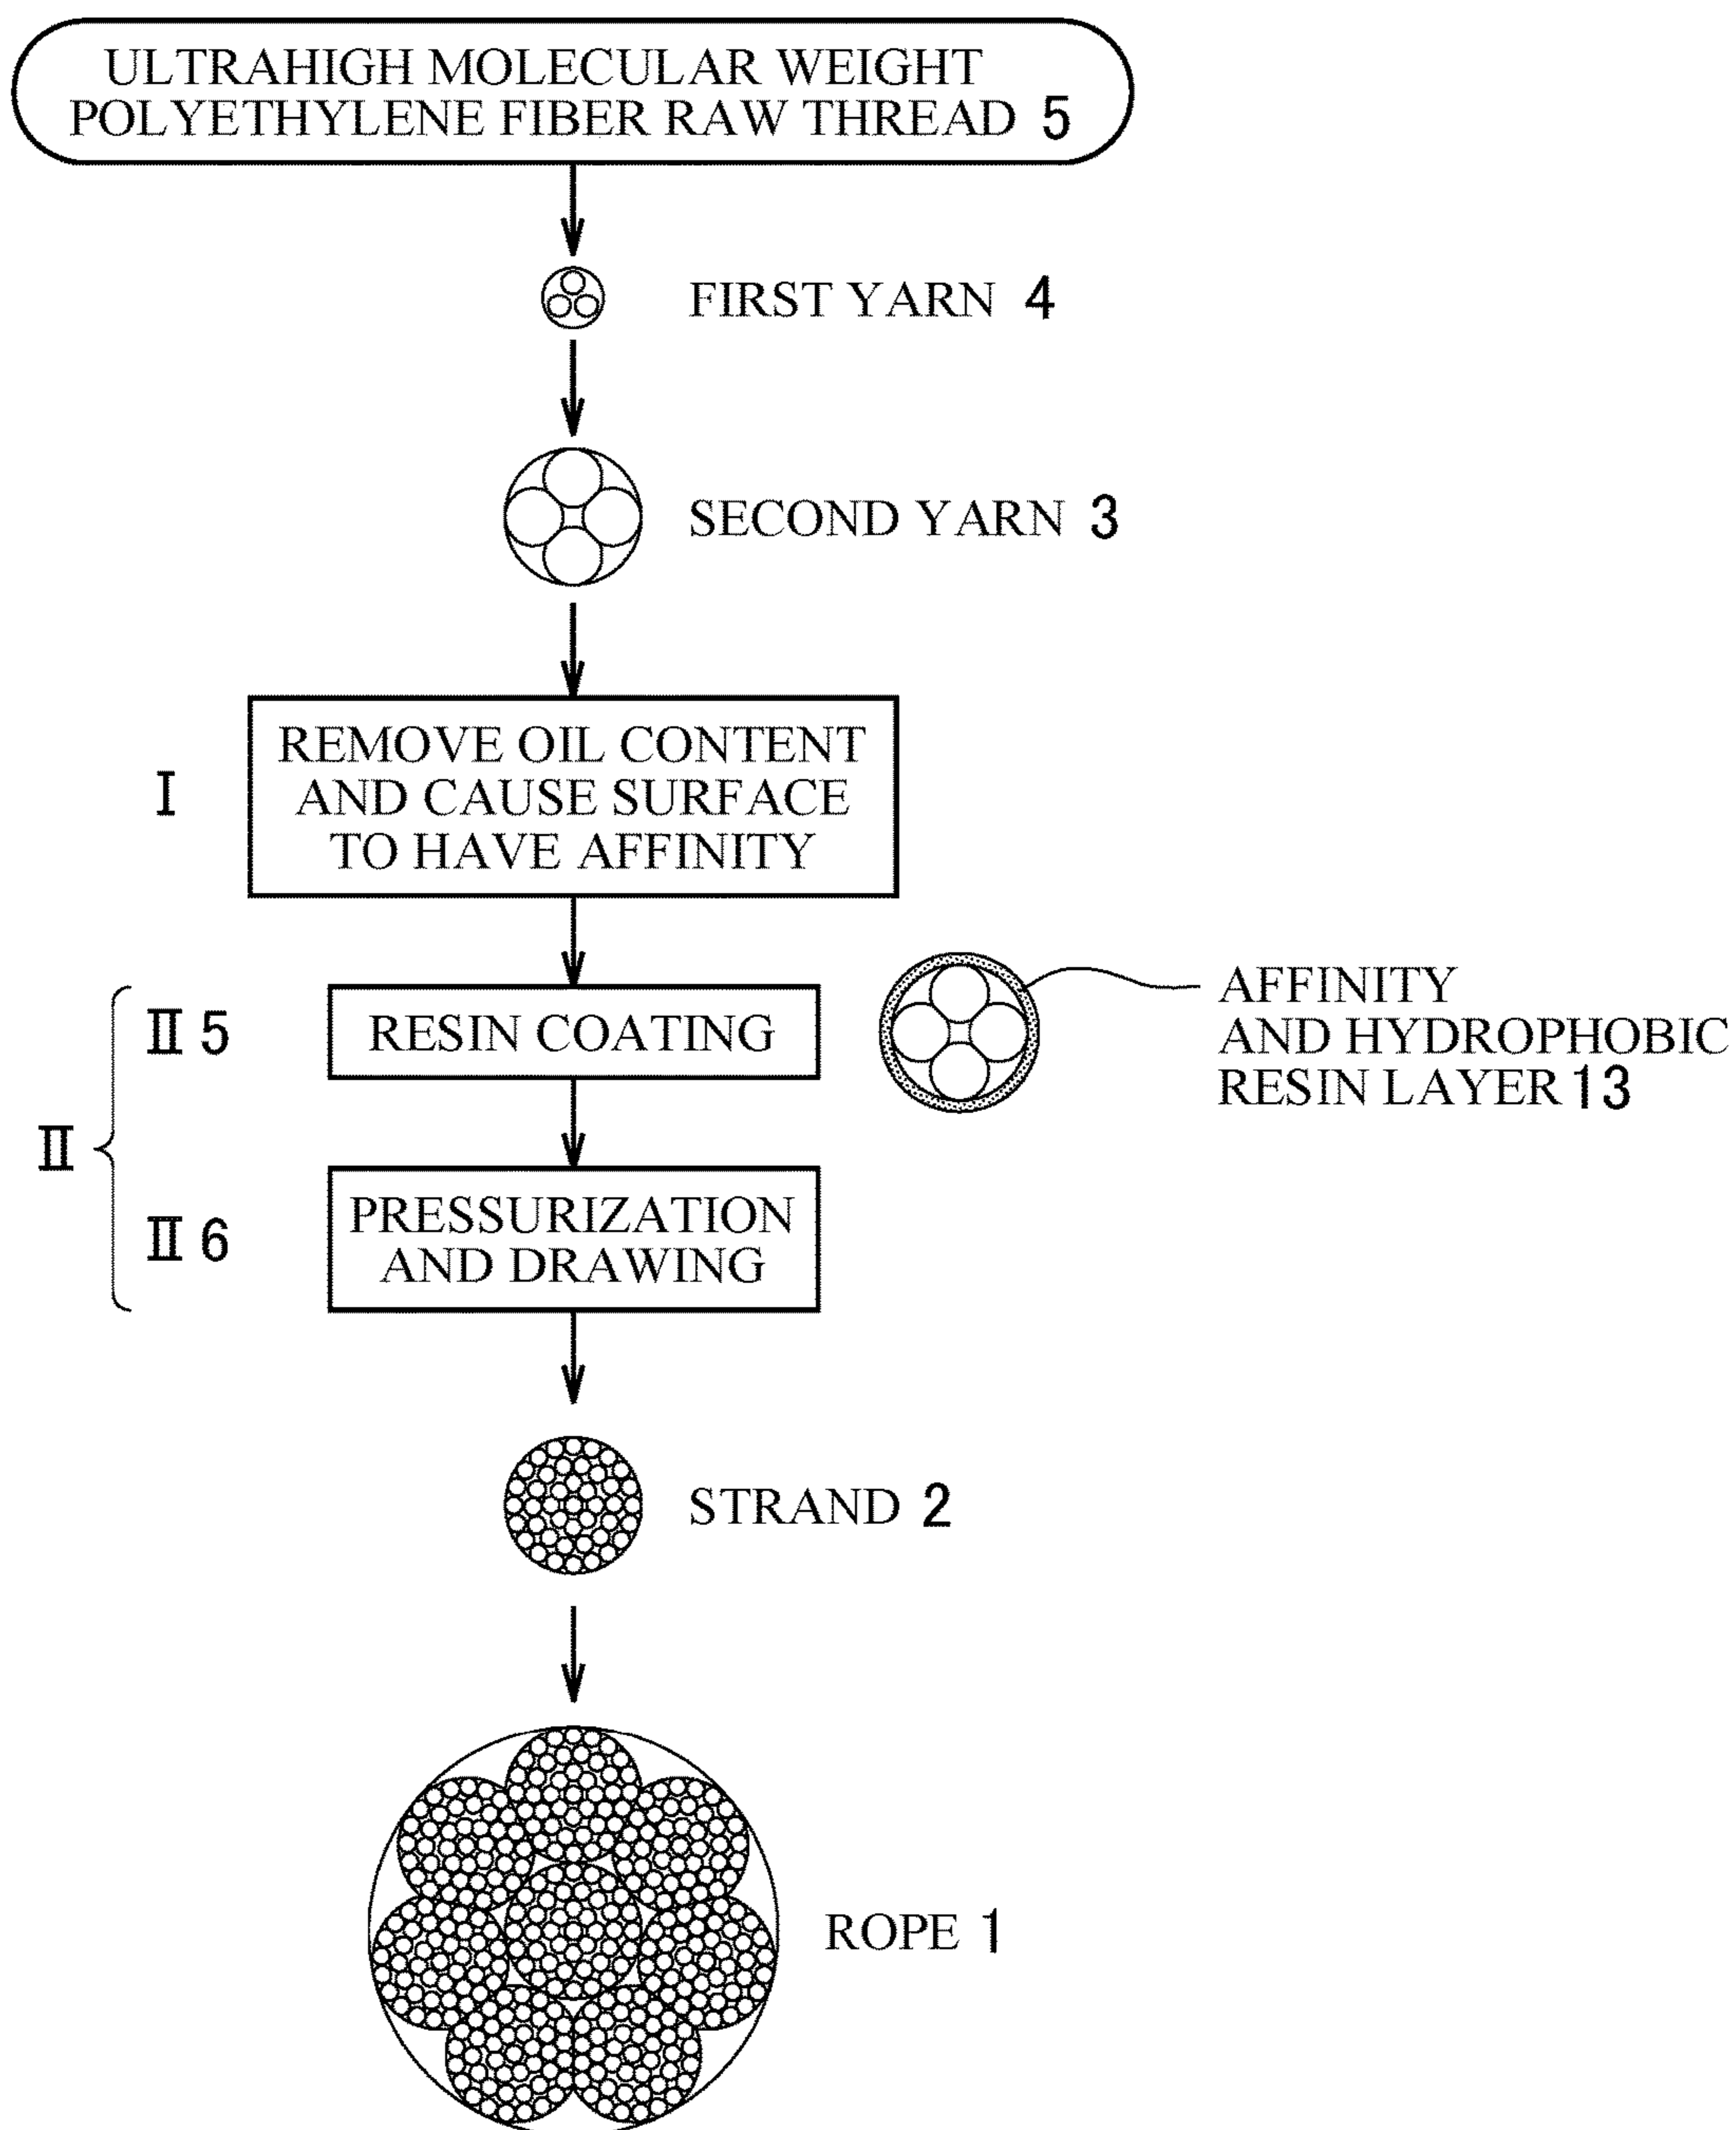 ULTRAHIGH MOLECULAR WEIGHT
POLYETHYLENE FIBER RAW THREAD 5
FIRST YARN 4
SECOND YARN 3
I
REMOVE OIL CONTENT
AND CAUSE SURFACE
TO HAVE AFFINITY
II
II 5
RESIN COATING
AFFINITY
AND HYDROPHOBIC
RESIN LAYER 13
II 6
PRESSURIZATION
AND DRAWING
STRAND 2
ROPE 1